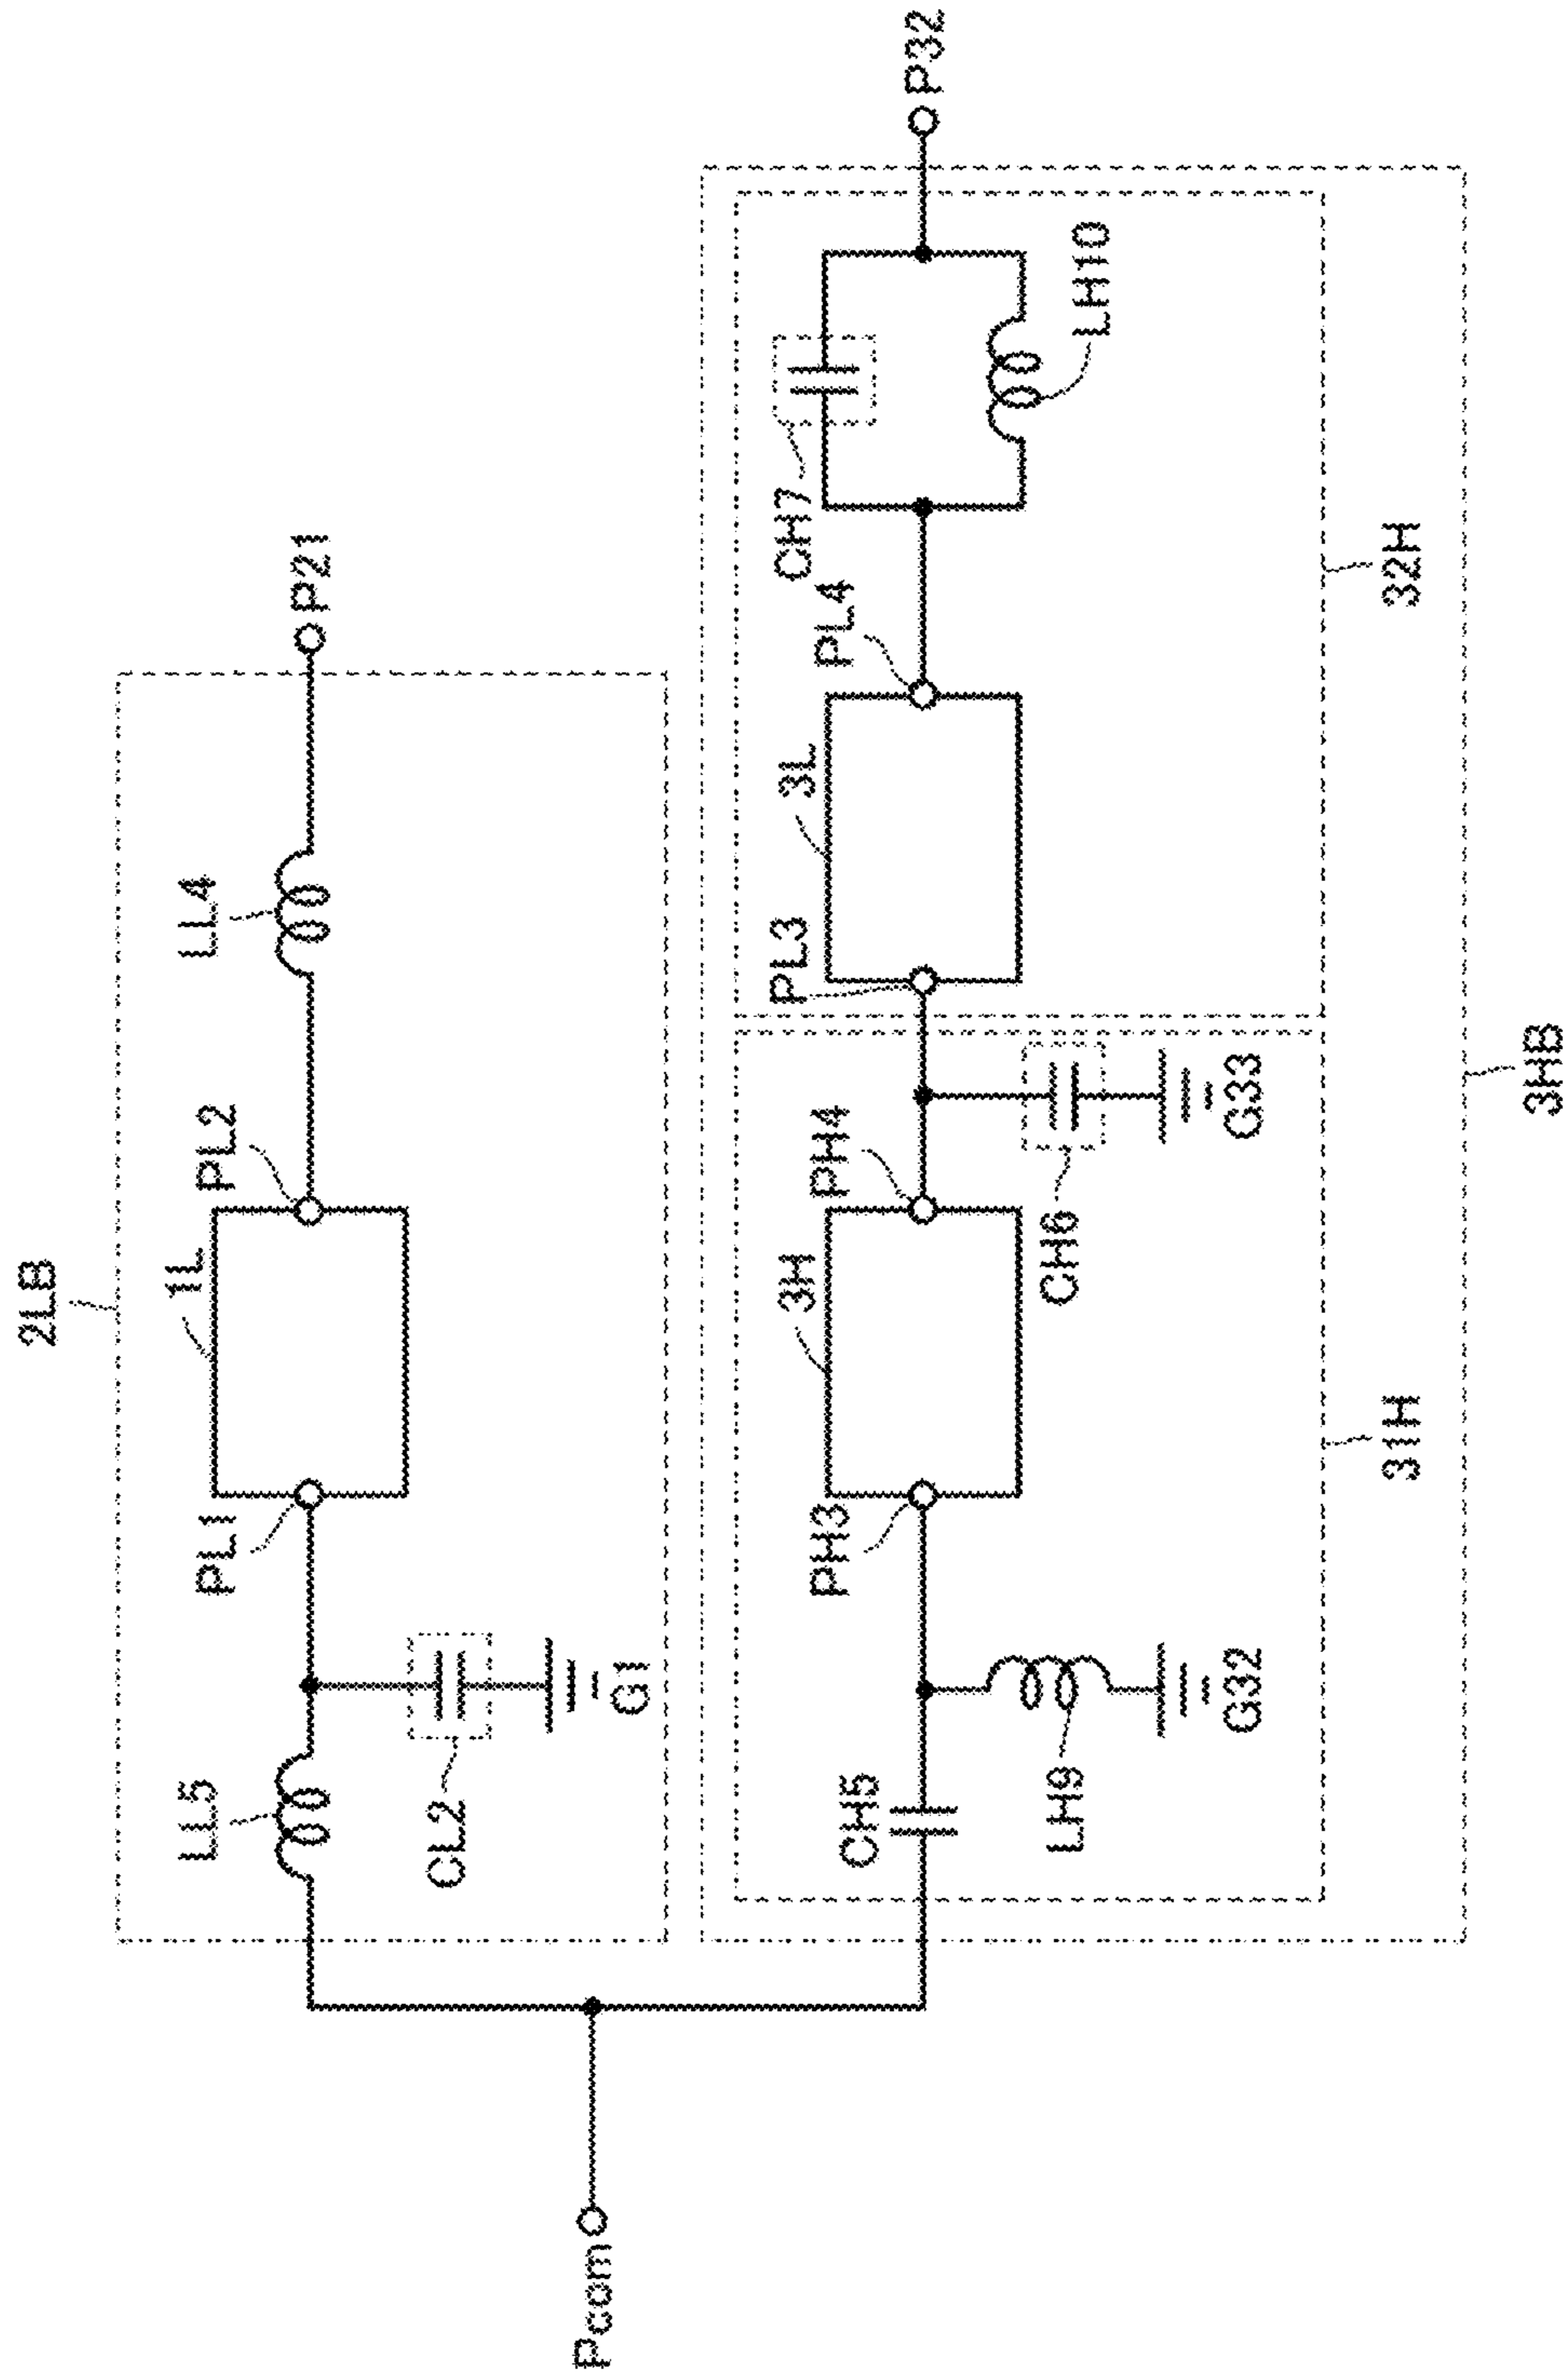 2LB
LL5
PL1
1L
PL2
LL4
P21
CL2
G1
Pcom
CH5
PH3
3H
PH4
PL3
3L
PL4
CH7
P32
LH9
G32
CH6
G33
LH10
31H
32H
3HB